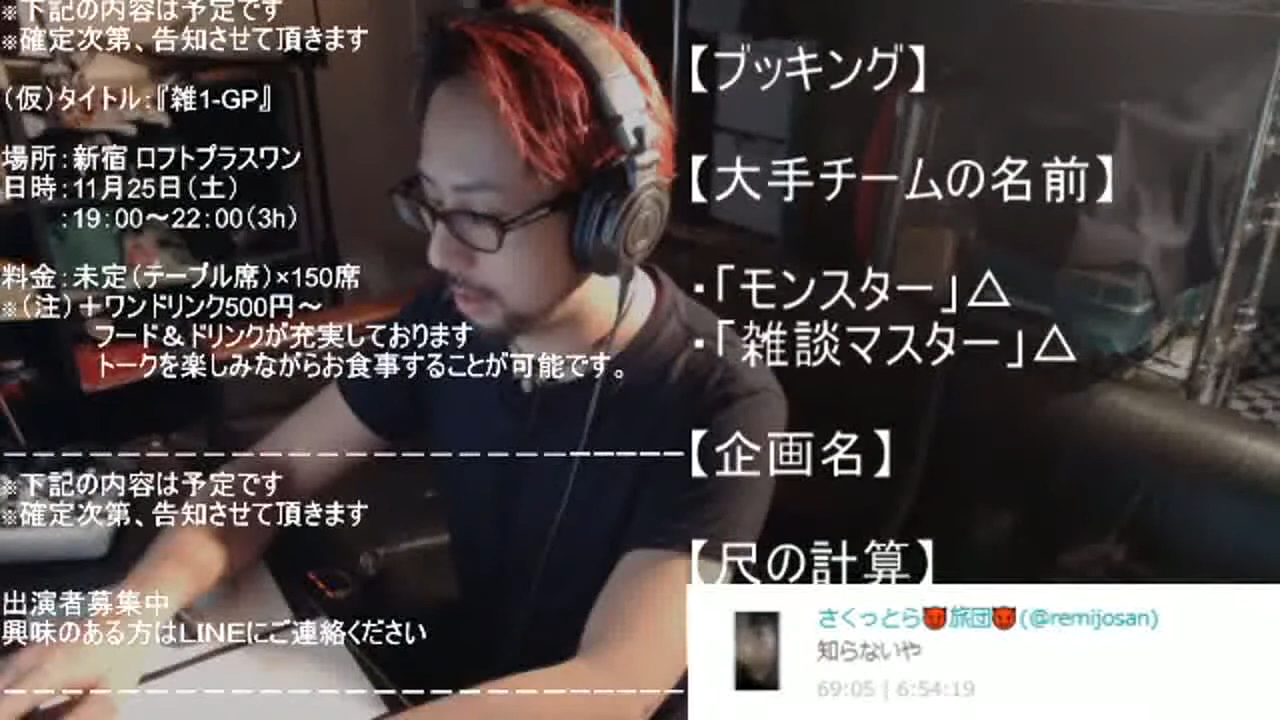 ※下記の内容は予定です
※確定次第、告知させて頂きます
（仮）タイトル：『雑1-GP』
場所：新宿 ロフトプラスワン
日時：11月25日（土）
：19：00〜22：00（3h）
料金：未定（テーブル席）×150席
※（注）＋ワンドリンク500円〜
フード＆ドリンクが充実しております
トークを楽しみながらお食事することが可能です。
※下記の内容は予定です
※確定次第、告知させて頂きます
出演者募集中
興味のある方はLINEにご連絡ください
【ブッキング】
【大手チームの名前】
・「モンスター」△
・「雑談マスター」△
【企画名】
【尺の計算】
さくっとら😈旅団😈(@remijosan)
知らないや
69:05 | 6:54:19